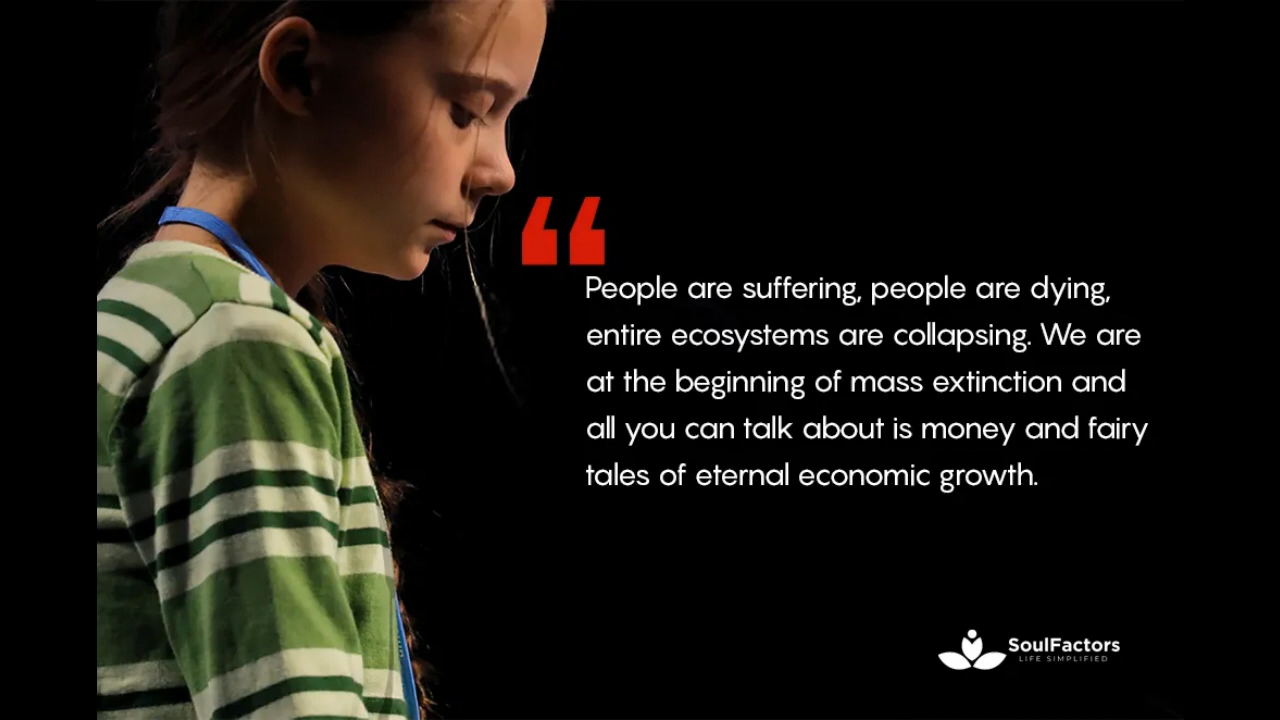 “
People are suffering, people are dying,
entire ecosystems are collapsing. We are
at the beginning of mass extinction and
all you can talk about is money and fairy
tales of eternal economic growth.
SoulFactors
LIFE SIMPLIFIED